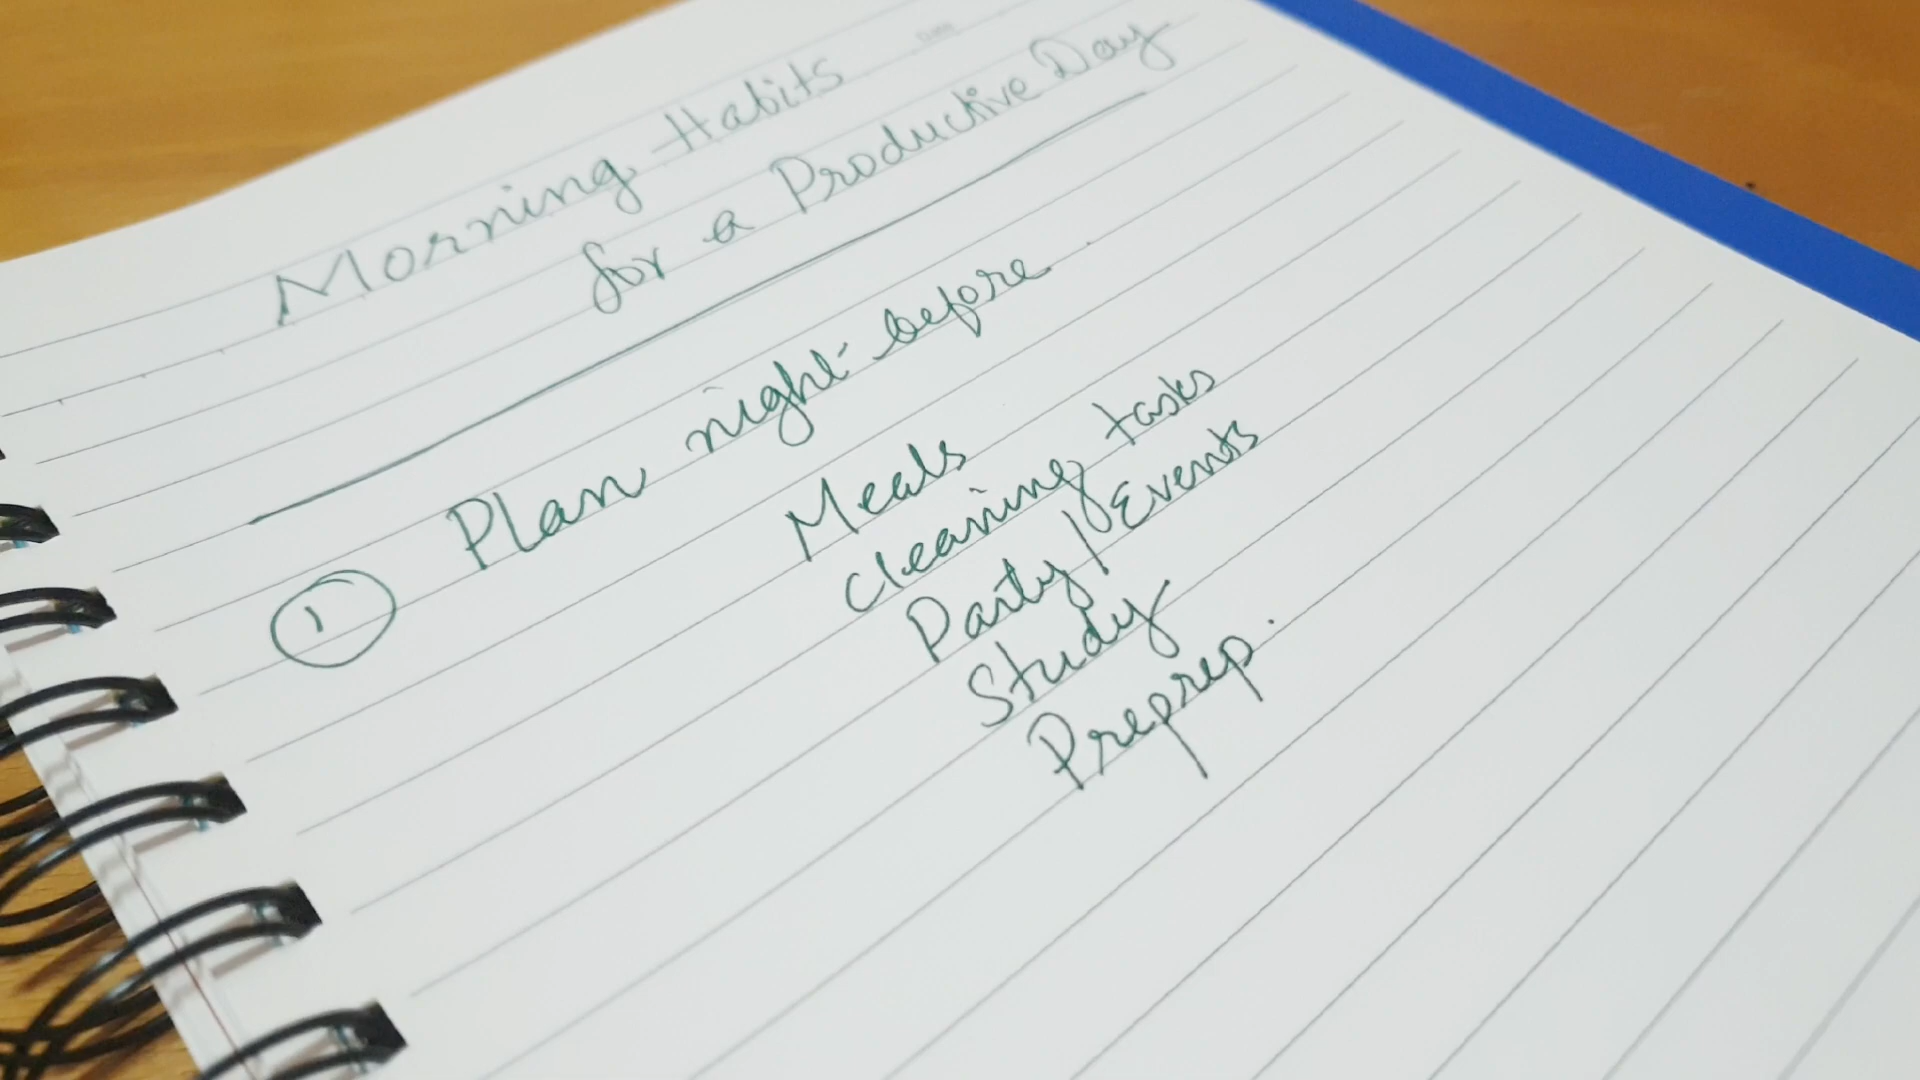 Morning Habits
for a Productive Day
① Plan night before.
Meals
Cleaning tasks
Party/Events
Study
Preprep.